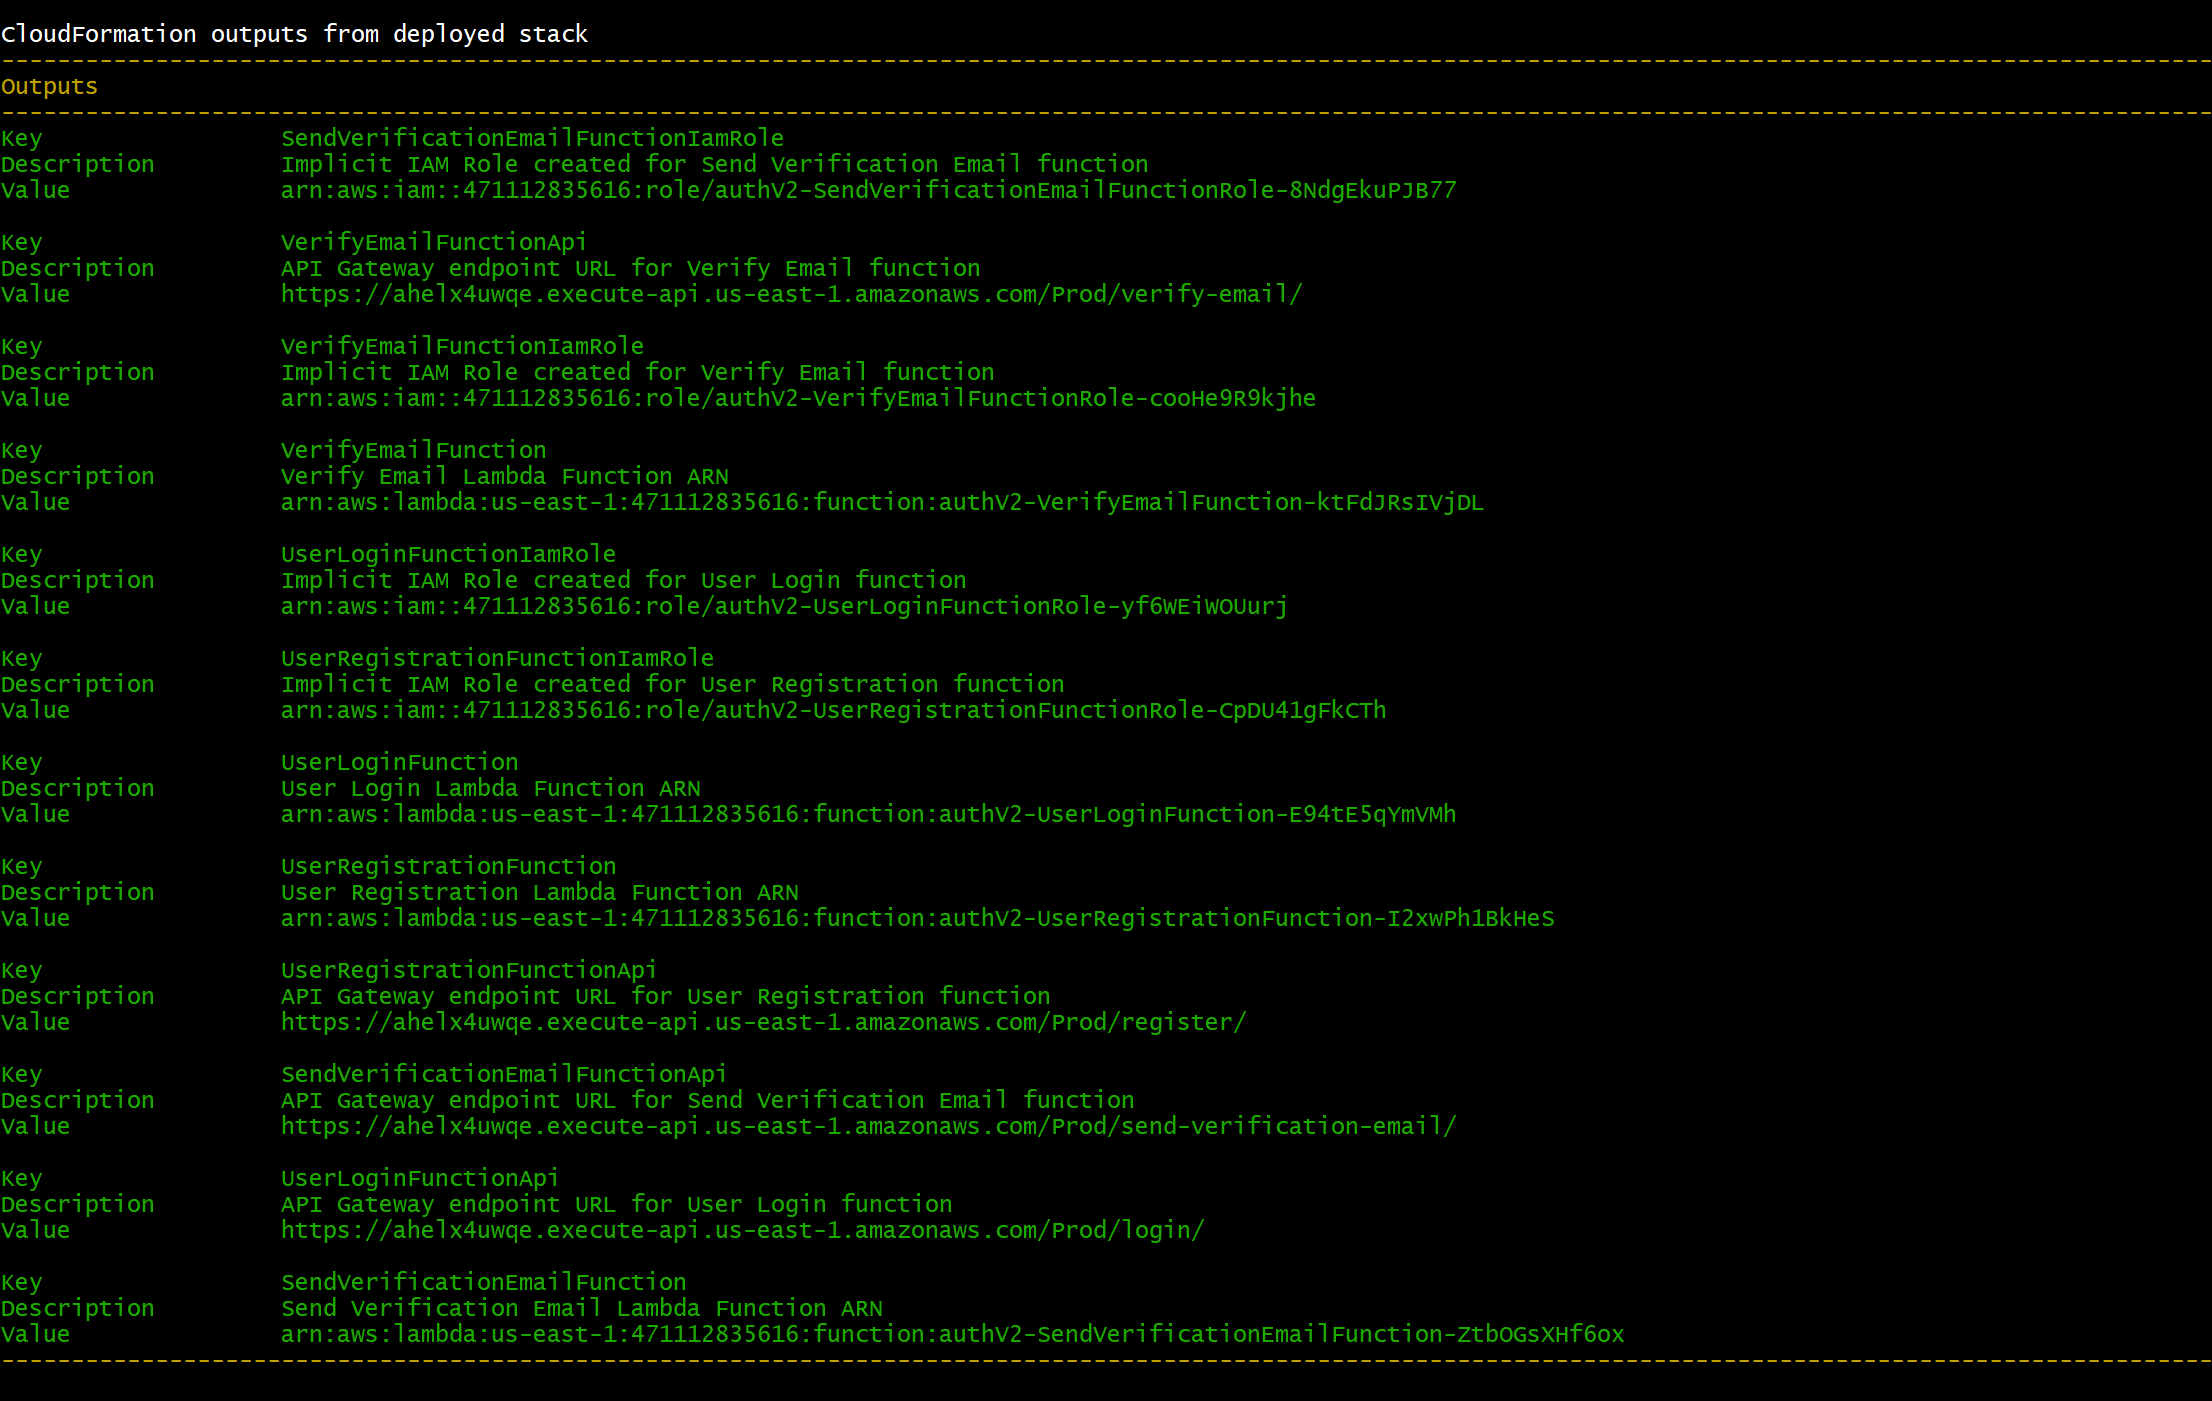 CloudFormation outputs from deployed stack
--------------------------------------------------------------------------------------------------------------------------------------------------------------
Outputs
--------------------------------------------------------------------------------------------------------------------------------------------------------------
Key                 SendVerificationEmailFunctionIamRole
Description         Implicit IAM Role created for Send Verification Email function
Value               arn:aws:iam::471112835616:role/authV2-SendVerificationEmailFunctionRole-8NdgEkuPJB77

Key                 VerifyEmailFunctionApi
Description         API Gateway endpoint URL for Verify Email function
Value               https://ahelx4uwqe.execute-api.us-east-1.amazonaws.com/Prod/verify-email/

Key                 VerifyEmailFunctionIamRole
Description         Implicit IAM Role created for Verify Email function
Value               arn:aws:iam::471112835616:role/authV2-VerifyEmailFunctionRole-cooHe9R9kjhe

Key                 VerifyEmailFunction
Description         Verify Email Lambda Function ARN
Value               arn:aws:lambda:us-east-1:471112835616:function:authV2-VerifyEmailFunction-ktFdJRsIVjDL

Key                 UserLoginFunctionIamRole
Description         Implicit IAM Role created for User Login function
Value               arn:aws:iam::471112835616:role/authV2-UserLoginFunctionRole-yf6WEiWOUurj

Key                 UserRegistrationFunctionIamRole
Description         Implicit IAM Role created for User Registration function
Value               arn:aws:iam::471112835616:role/authV2-UserRegistrationFunctionRole-CpDU41gFkCTh

Key                 UserLoginFunction
Description         User Login Lambda Function ARN
Value               arn:aws:lambda:us-east-1:471112835616:function:authV2-UserLoginFunction-E94tE5qYmVMh

Key                 UserRegistrationFunction
Description         User Registration Lambda Function ARN
Value               arn:aws:lambda:us-east-1:471112835616:function:authV2-UserRegistrationFunction-I2xwPh1BkHeS

Key                 UserRegistrationFunctionApi
Description         API Gateway endpoint URL for User Registration function
Value               https://ahelx4uwqe.execute-api.us-east-1.amazonaws.com/Prod/register/

Key                 SendVerificationEmailFunctionApi
Description         API Gateway endpoint URL for Send Verification Email function
Value               https://ahelx4uwqe.execute-api.us-east-1.amazonaws.com/Prod/send-verification-email/

Key                 UserLoginFunctionApi
Description         API Gateway endpoint URL for User Login function
Value               https://ahelx4uwqe.execute-api.us-east-1.amazonaws.com/Prod/login/

Key                 SendVerificationEmailFunction
Description         Send Verification Email Lambda Function ARN
Value               arn:aws:lambda:us-east-1:471112835616:function:authV2-SendVerificationEmailFunction-ZtbOGsXHf6ox
--------------------------------------------------------------------------------------------------------------------------------------------------------------